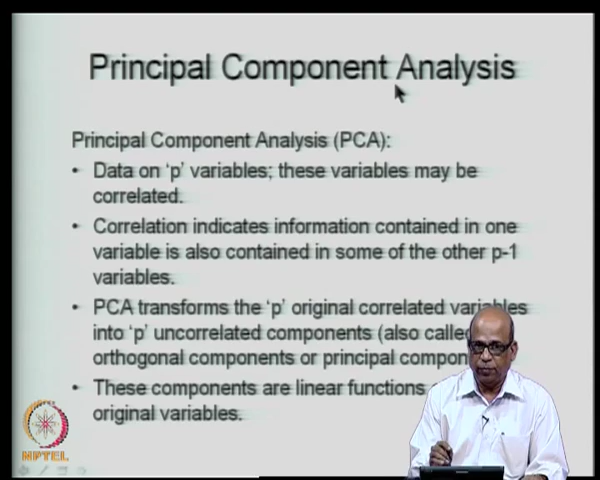 Principal Component Analysis
Principal Component Analysis (PCA):
• Data on 'p' variables; these variables may be
correlated.
• Correlation indicates information contained in one
variable is also contained in some of the other p-1
variables.
• PCA transforms the 'p' original correlated variables
into 'p' uncorrelated components (also called
orthogonal components or principal
• These components are linear functions
original variables.
NPTEL